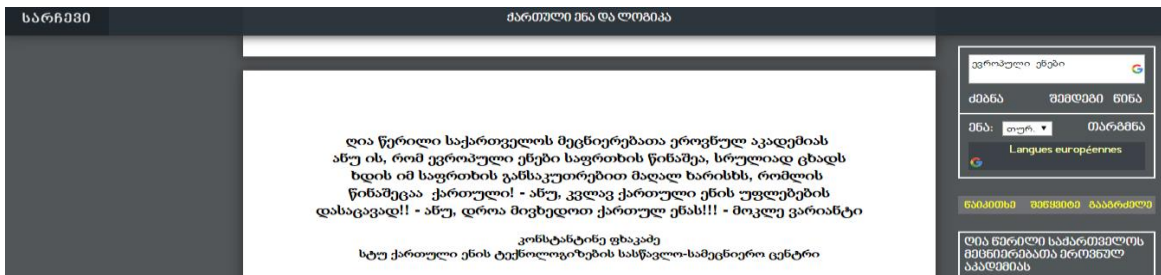 ᲡᲐᲠᲩᲔᲕᲘ
ᲥᲐᲠᲗᲣᲚᲘ ᲔᲜᲐ ᲓᲐ ᲚᲝᲒᲘᲙᲐ
ღია წერილი საქართველოს მეცნიერებათა ეროვნულ აკადემიას
ანუ ის, რომ ევროპული ენები საფრთხის წინაშეა, სრულიად ცხადს
ხდის იმ საფრთხის განსაკუთრებით მაღალ ხარისხს, რომლის
წინაშეცაა ქართული! - ანუ, კვლავ ქართული ენის უფლებების
დასაცავად!! - ანუ, დროა მივხედოთ ქართულ ენას!!! - მოკლე ვარიანტი
კონსტანტინე ფხაკაძე
სტუ ქართული ენის ტექნოლოგიზების სასწავლო-სამეცნიერო ცენტრი
ევროპული ენები
G
ᲫᲔᲑᲜᲐ ᲨᲔᲛᲓᲔᲒᲘ ᲬᲘᲜᲐ
ᲔᲜᲐ: თურ. ᲗᲐᲠᲒᲛᲜᲐ
Langues européennes
G
ᲬᲐᲘᲙᲘᲗᲮᲔ ᲨᲔᲬᲧᲕᲘᲢᲔ ᲒᲐᲐᲒᲠᲫᲔᲚᲔ
ᲦᲘᲐ ᲬᲔᲠᲘᲚᲘ ᲡᲐᲥᲐᲠᲗᲕᲔᲚᲝᲡ
ᲛᲔᲪᲜᲘᲔᲠᲔᲑᲐᲗᲐ ᲔᲠᲝᲕᲜᲣᲚ
ᲐᲙᲐᲓᲔᲛᲘᲐᲡ